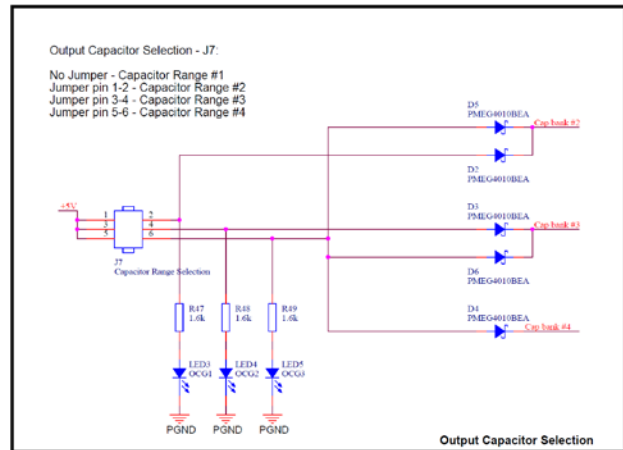 Output Capacitor Selection - J7:
No Jumper - Capacitor Range #1
Jumper pin 1-2 - Capacitor Range #2
Jumper pin 3-4 - Capacitor Range #3
Jumper pin 5-6 - Capacitor Range #4
D5
PMEG4010BEA
Cap bank #2
D2
PMEG4010BEA
+5V
1 2
3 4
5 6
J7
Capacitor Range Selection
D3
PMEG4010BEA
Cap bank #3
D6
PMEG4010BEA
R47
1.6k
R48
1.6k
R49
1.6k
D4
PMEG4010BEA
Cap bank #4
LED3
OCG1
LED4
OCG2
LED5
OCG3
PGND PGND PGND
Output Capacitor Selection